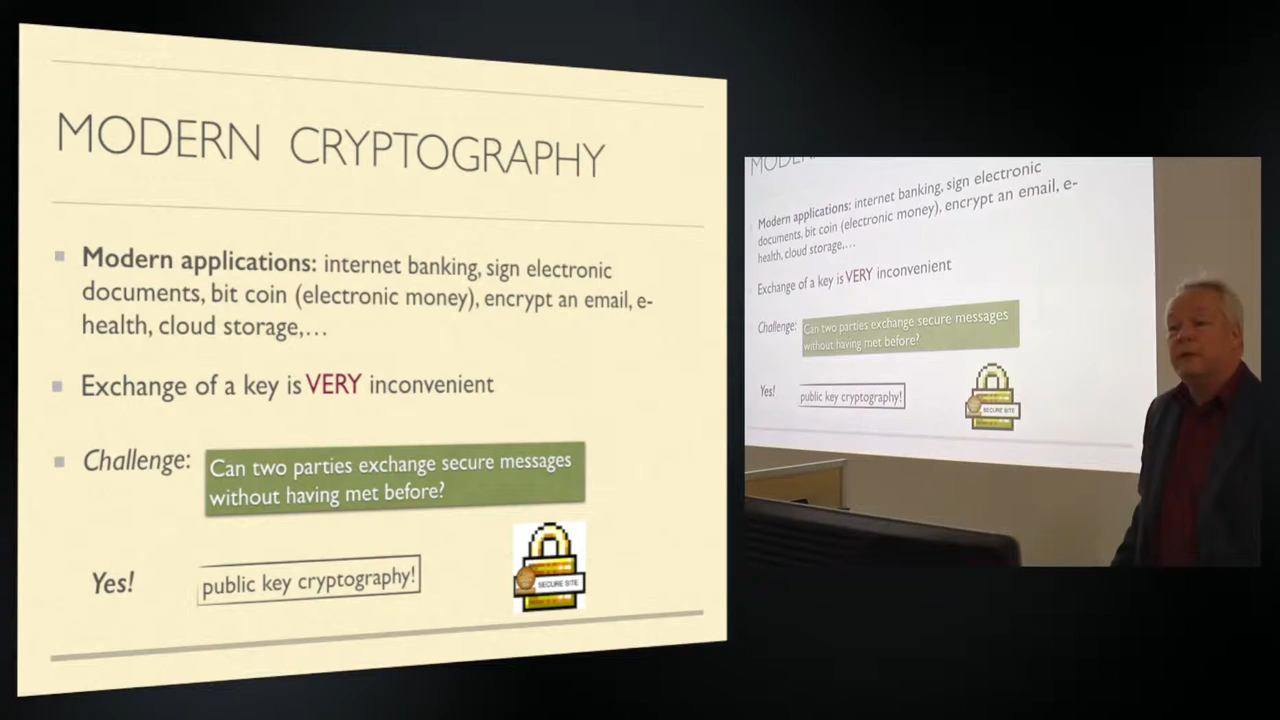 MODERN CRYPTOGRAPHY
Modern applications: internet banking, sign electronic
documents, bit coin (electronic money), encrypt an email, e-
health, cloud storage,…
Exchange of a key is VERY inconvenient
Challenge:
Can two parties exchange secure messages
without having met before?
Yes!
public key cryptography!
SECURE SITE
Modern applications: internet banking, sign electronic
documents, bit coin (electronic money), encrypt an email, e-
health, cloud storage,…
Exchange of a key is VERY inconvenient
Challenge:
Can two parties exchange secure messages
without having met before?
Yes!
public key cryptography!
SECURE SITE